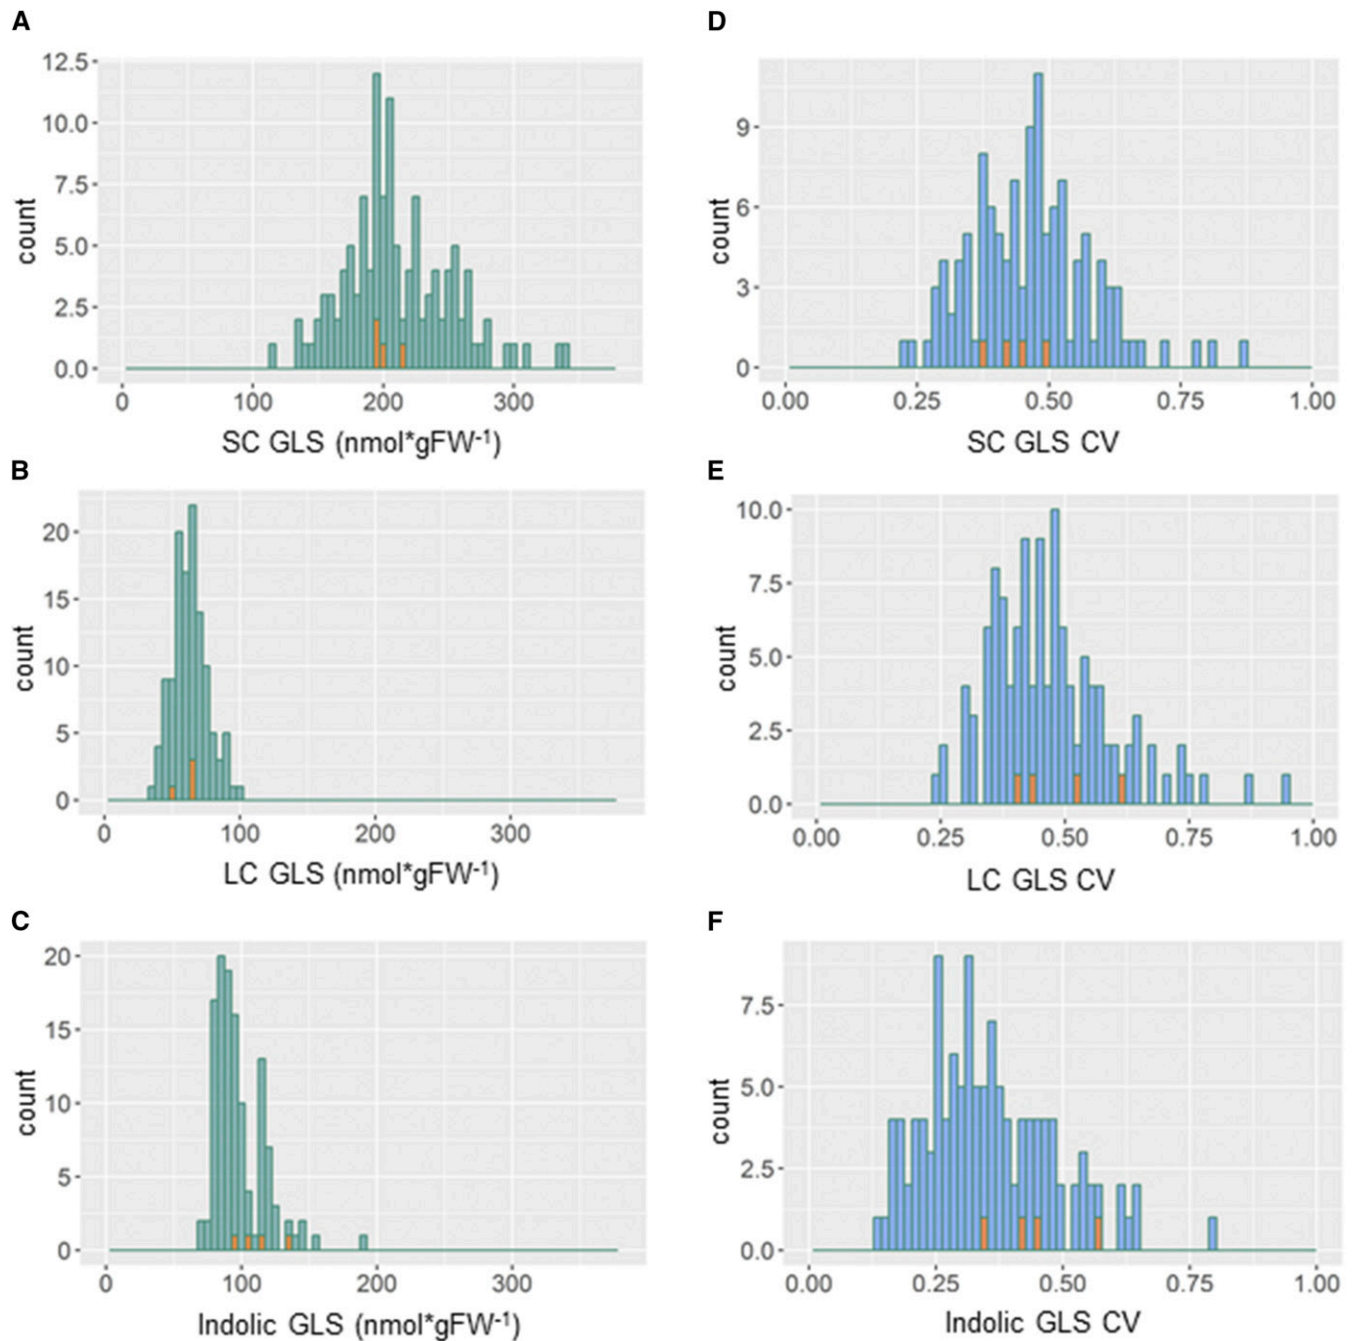 A
12.5
10.0
7.5
5.0
2.5
0.0
count
0 100 200 300
SC GLS (nmol*gFW-1)
D
9
6
3
0
count
0.00 0.25 0.50 0.75 1.00
SC GLS CV
B
20
15
10
5
0
count
0 100 200 300
LC GLS (nmol*gFW-1)
E
10.0
7.5
5.0
2.5
0.0
count
0.00 0.25 0.50 0.75 1.00
LC GLS CV
C
20
15
10
5
0
count
0 100 200 300
Indolic GLS (nmol*gFW-1)
F
7.5
5.0
2.5
0.0
count
0.00 0.25 0.50 0.75 1.00
Indolic GLS CV